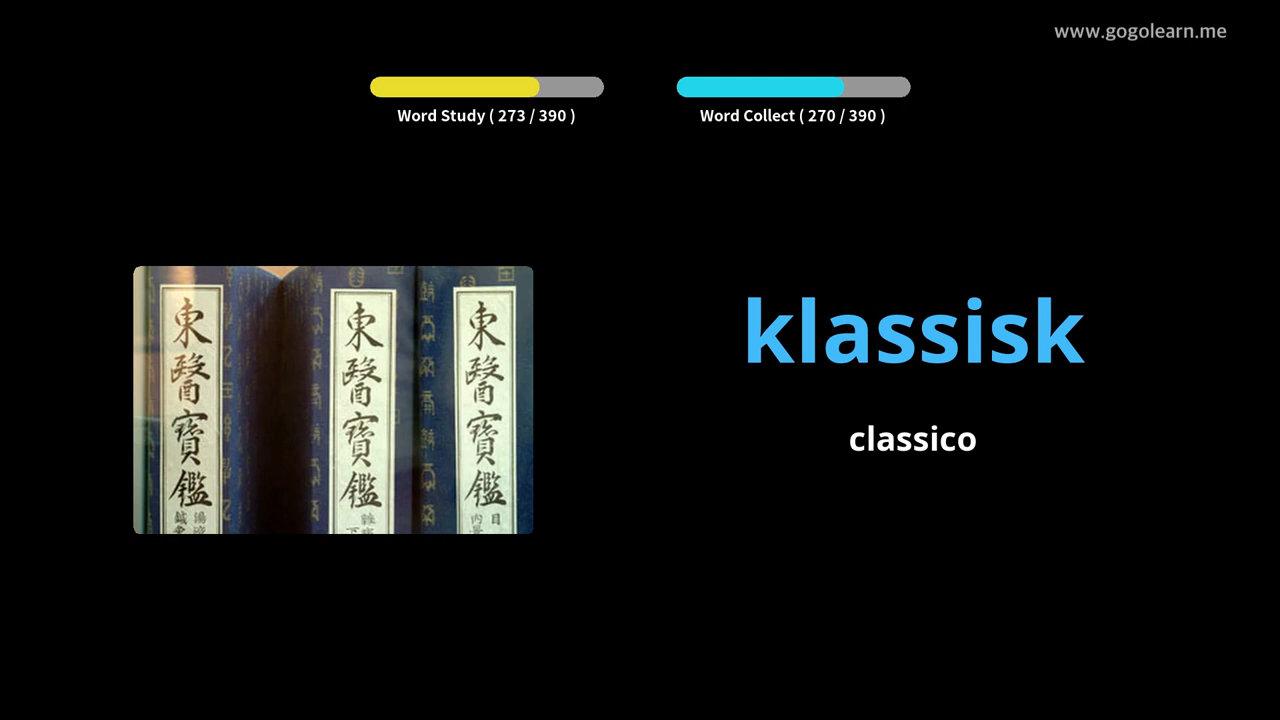 www.gogolearn.me
Word Study ( 273 / 390 )
Word Collect ( 270 / 390 )
東醫寶鑑
東醫寶鑑
東醫寶鑑
klassisk
classico